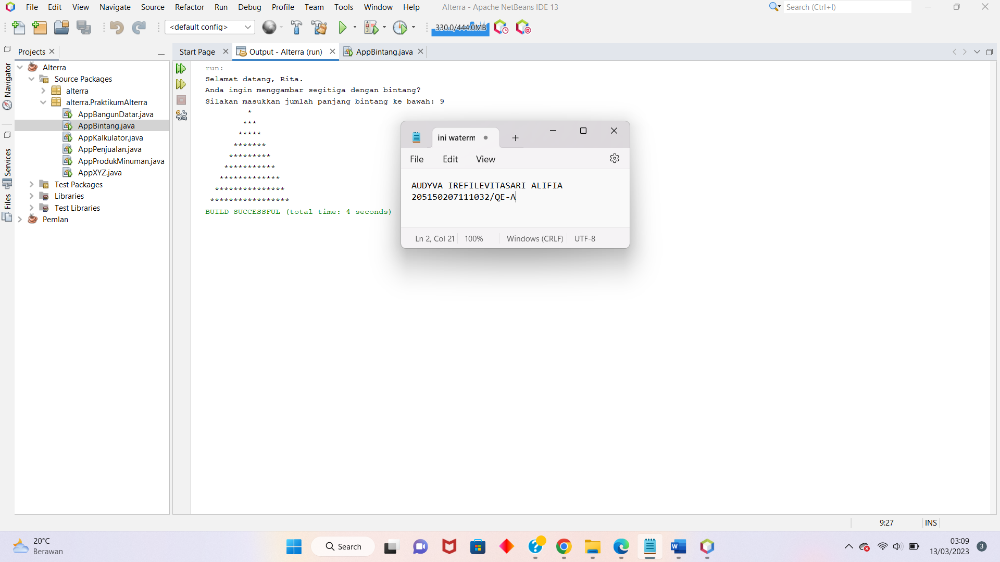 File Edit View Navigate Source Refactor Run Debug Profile Team Tools Window Help Alterra - Apache NetBeans IDE 13 Search (Ctrl+I)
<default config> 330.0/444.0MB
Projects Start Page Output - Alterra (run) AppBintang.java
Navigator
Services
Files
Alterra
Source Packages
alterra
alterra.PraktikumAlterra
AppBangunDatar.java
AppBintang.java
AppKalkulator.java
AppPenjualan.java
AppProdukMinuman.java
AppXYZ.java
Test Packages
Libraries
Test Libraries
Pemlan
run:
Selamat datang, Rita.
Anda ingin menggambar segitiga dengan bintang?
Silakan masukkan jumlah panjang bintang ke bawah: 9
*
***
*****
*******
*********
***********
*************
***************
*****************
BUILD SUCCESSFUL (total time: 4 seconds)
ini waterm
File Edit View
AUDYVA IREFILEVITASARI ALIFIA
205150207111032/QE-A
Ln 2, Col 21 100% Windows (CRLF) UTF-8
9:27 INS
20°C
Berawan
Search
03:09
13/03/2023
3